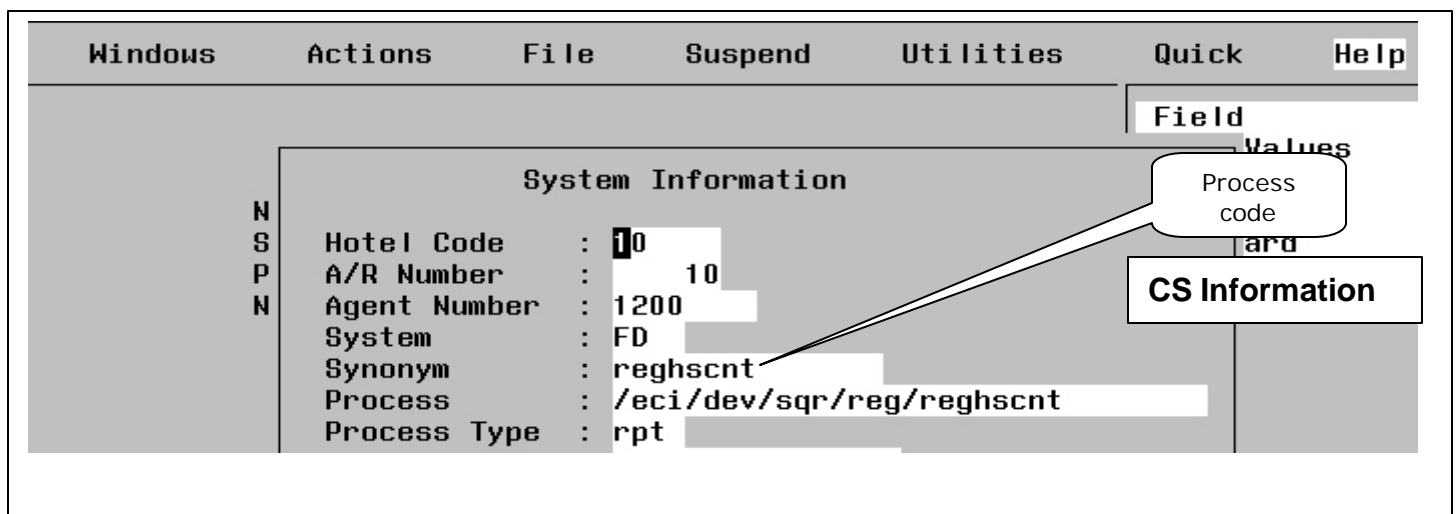 Windows Actions File Suspend Utilities Quick Help
Field
Values
System Information
Process
code
N
S Hotel Code : 10
ard
P A/R Number : 10
CS Information
N Agent Number : 1200
System : FD
Synonym : reghscnt
Process : /eci/dev/sqr/reg/reghscnt
Process Type : rpt